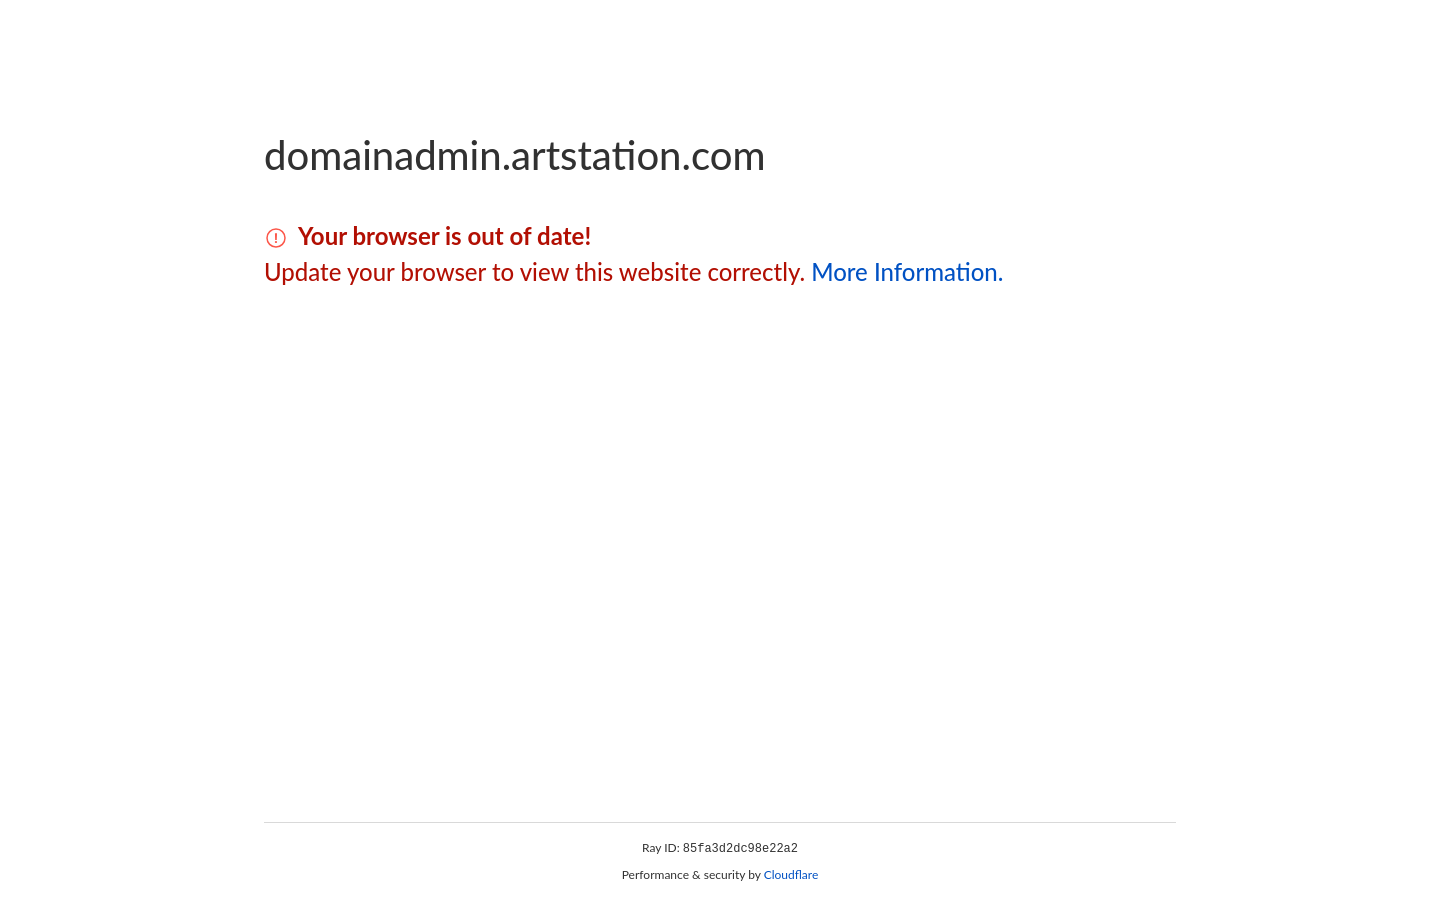 domainadmin.artstation.com
Your browser is out of date!
Update your browser to view this website correctly. More Information.
Ray ID: 85fa3d2dc98e22a2
Performance & security by Cloudflare